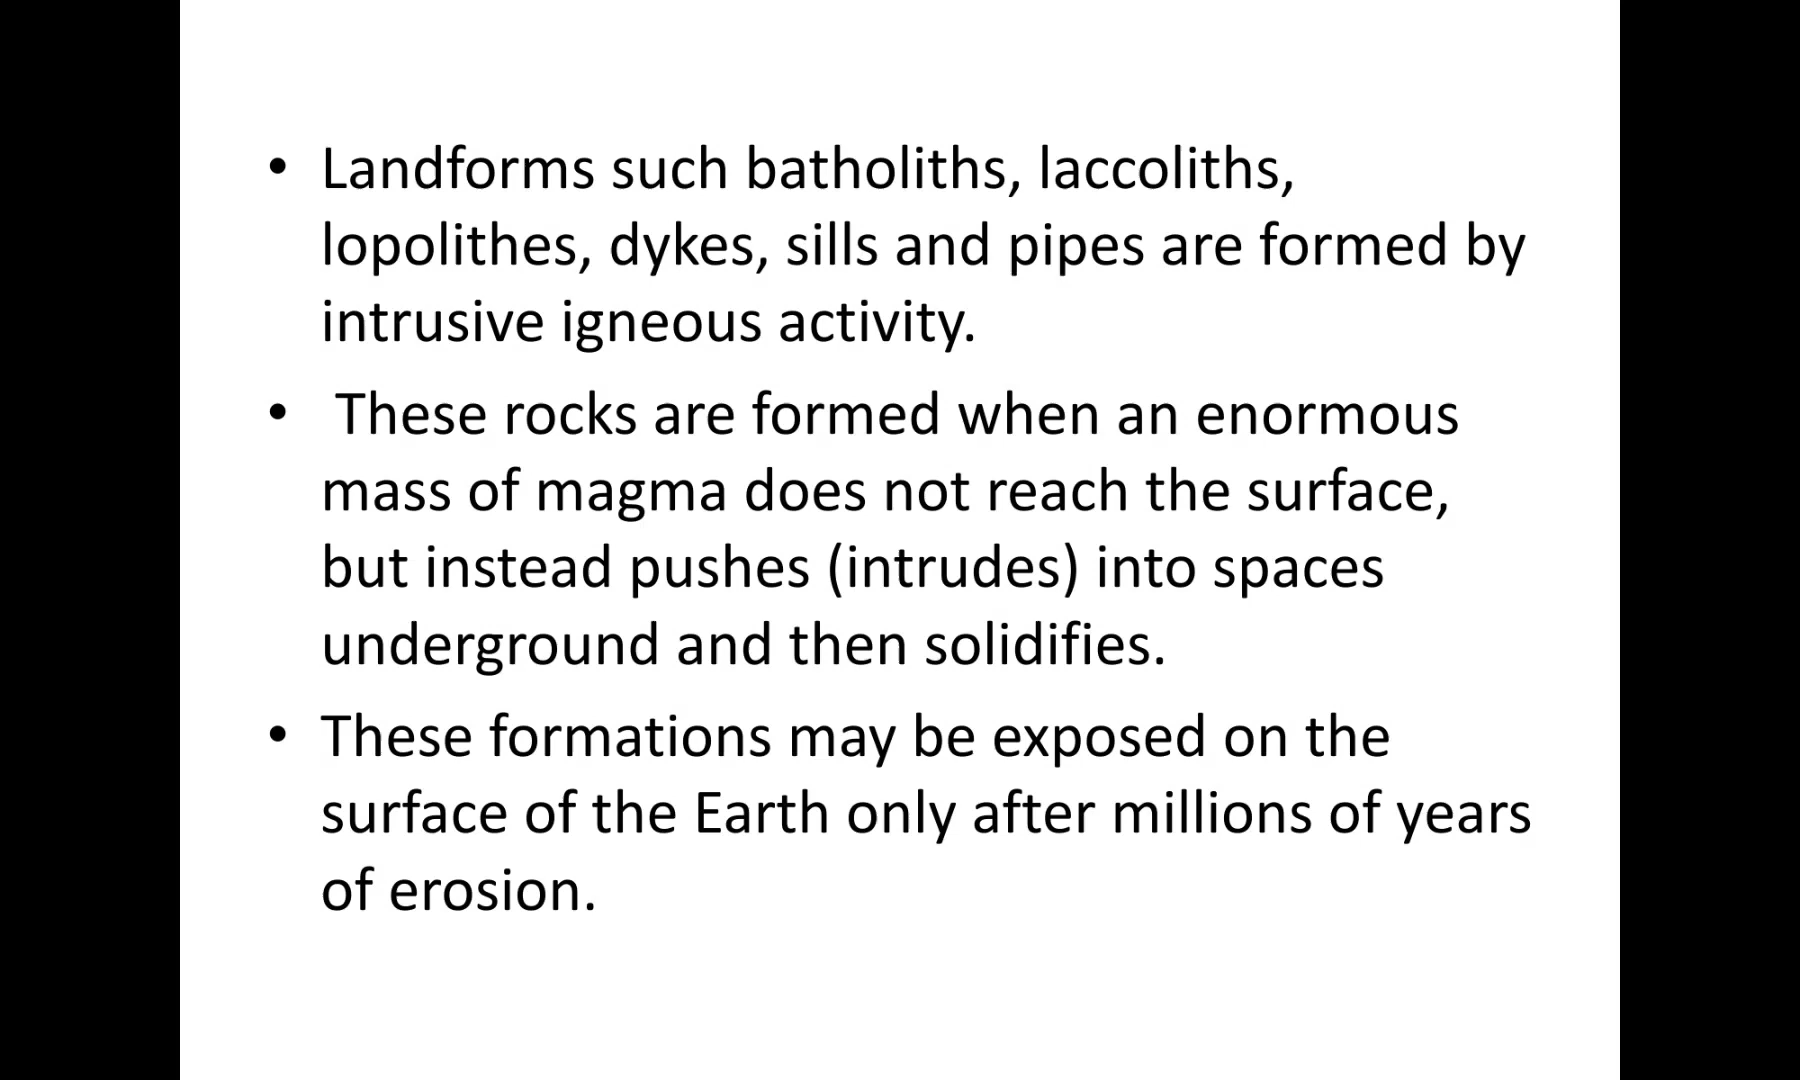 • Landforms such batholiths, laccoliths,
lopolithes, dykes, sills and pipes are formed by
intrusive igneous activity.
• These rocks are formed when an enormous
mass of magma does not reach the surface,
but instead pushes (intrudes) into spaces
underground and then solidifies.
• These formations may be exposed on the
surface of the Earth only after millions of years
of erosion.